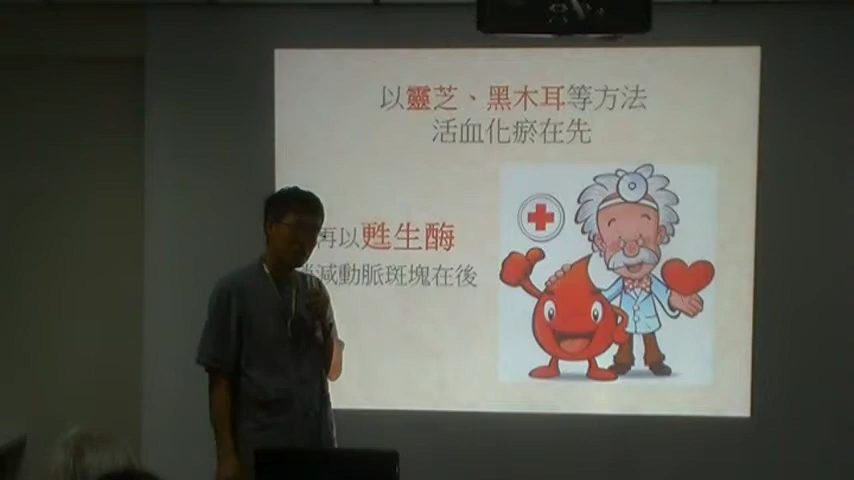 以靈芝、黑木耳等方法
活血化瘀在先
再以甦生酶
減動脈斑塊在後